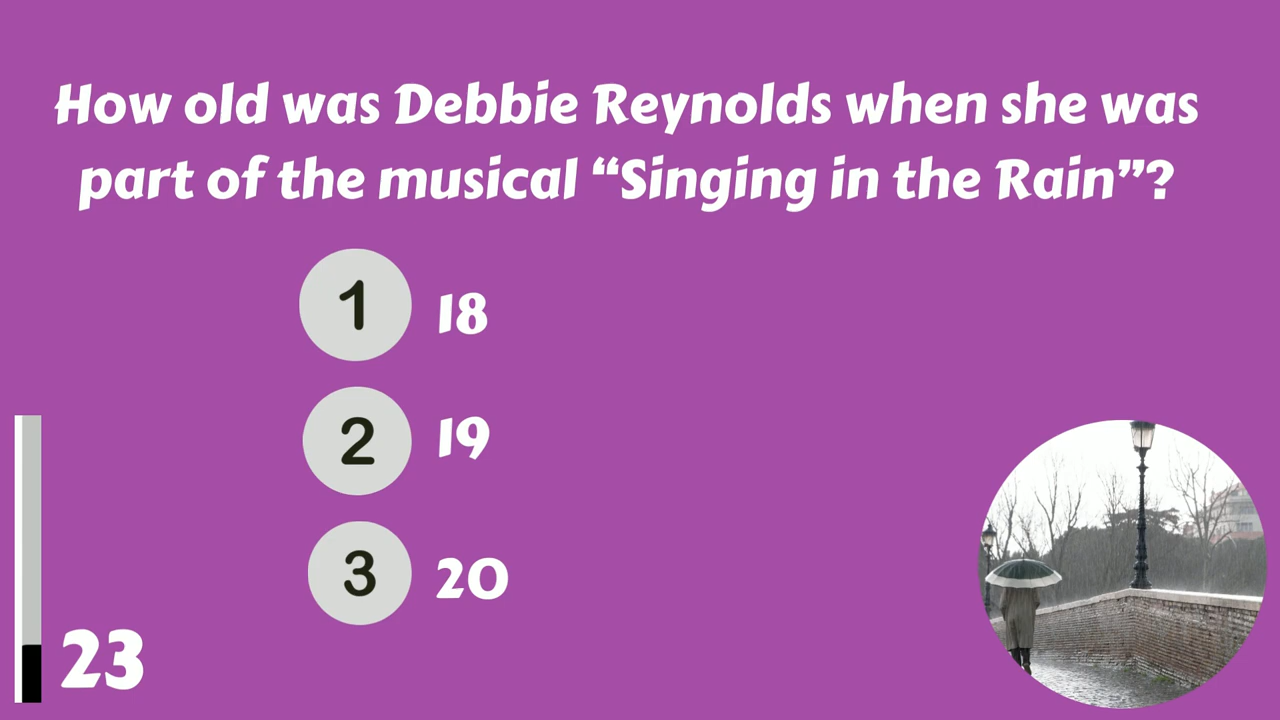 How old was Debbie Reynolds when she was
part of the musical “Singing in the Rain”?
1 18
2 19
3 20
23